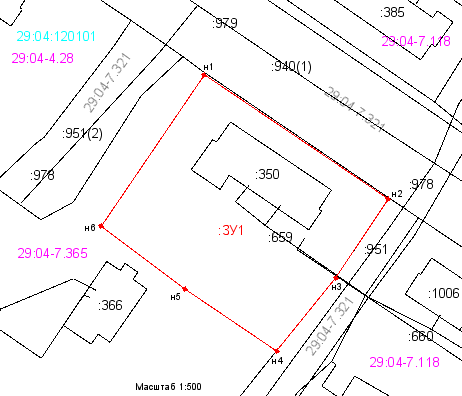 :385
:979
29:04:120101
29:04-7.118
29:04-4.28
:940(1)
29:04-7.321
н1
29:04-7.321
:951(2)
:350
:978
:978
н2
н6
:ЗУ1
:659
:951
29:04-7.365
н3
н5
:1006
:366
29:04-7.321
:660
н4
29:04-7.118
Масштаб 1:500